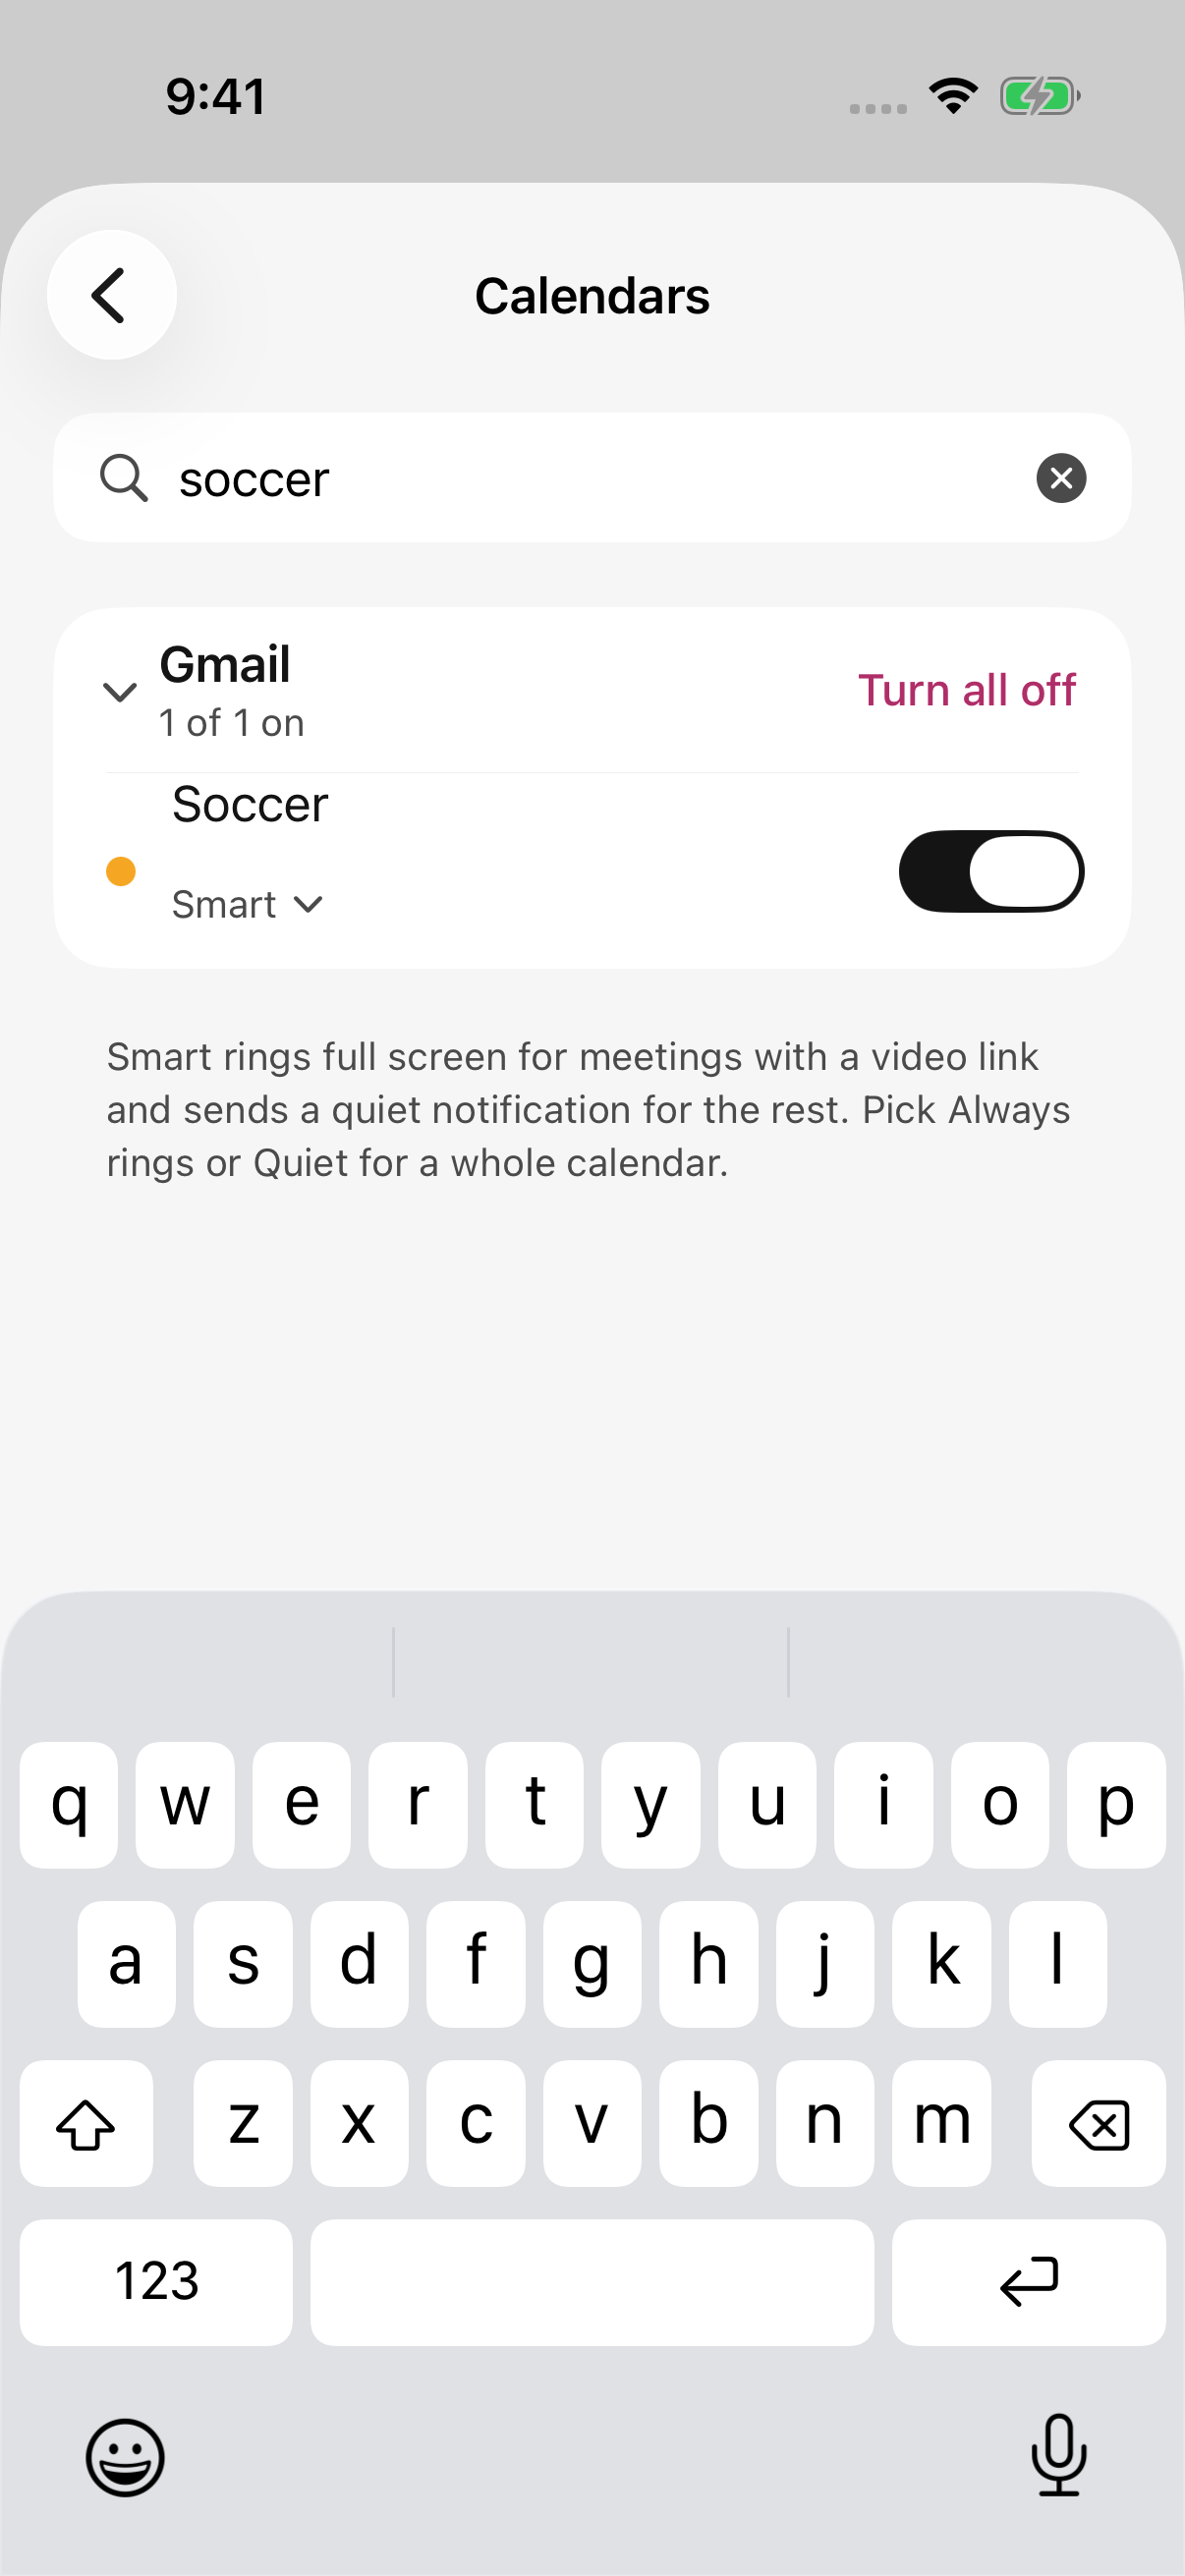 9:41
Calendars
soccer
Gmail
1 of 1 on
Turn all off
Soccer
Smart
Smart rings full screen for meetings with a video link
and sends a quiet notification for the rest. Pick Always
rings or Quiet for a whole calendar.
q w e r t y u i o p
a s d f g h j k l
z x c v b n m
123